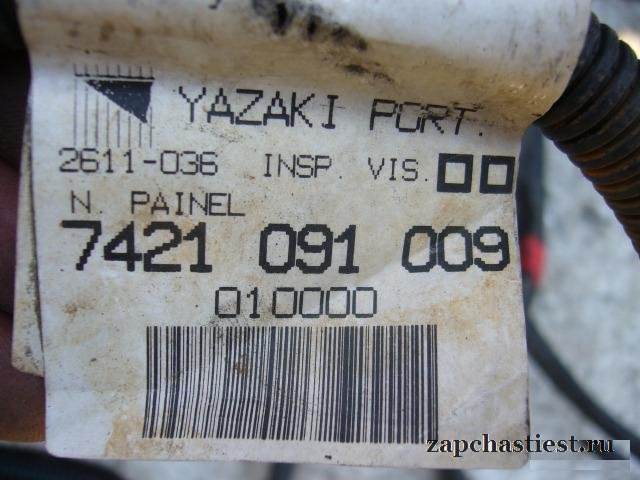 YAZAKI PORT.
2611-036 INSP. VIS.
N. PAINEL
7421 091 009
010000
zapchastiest.ru